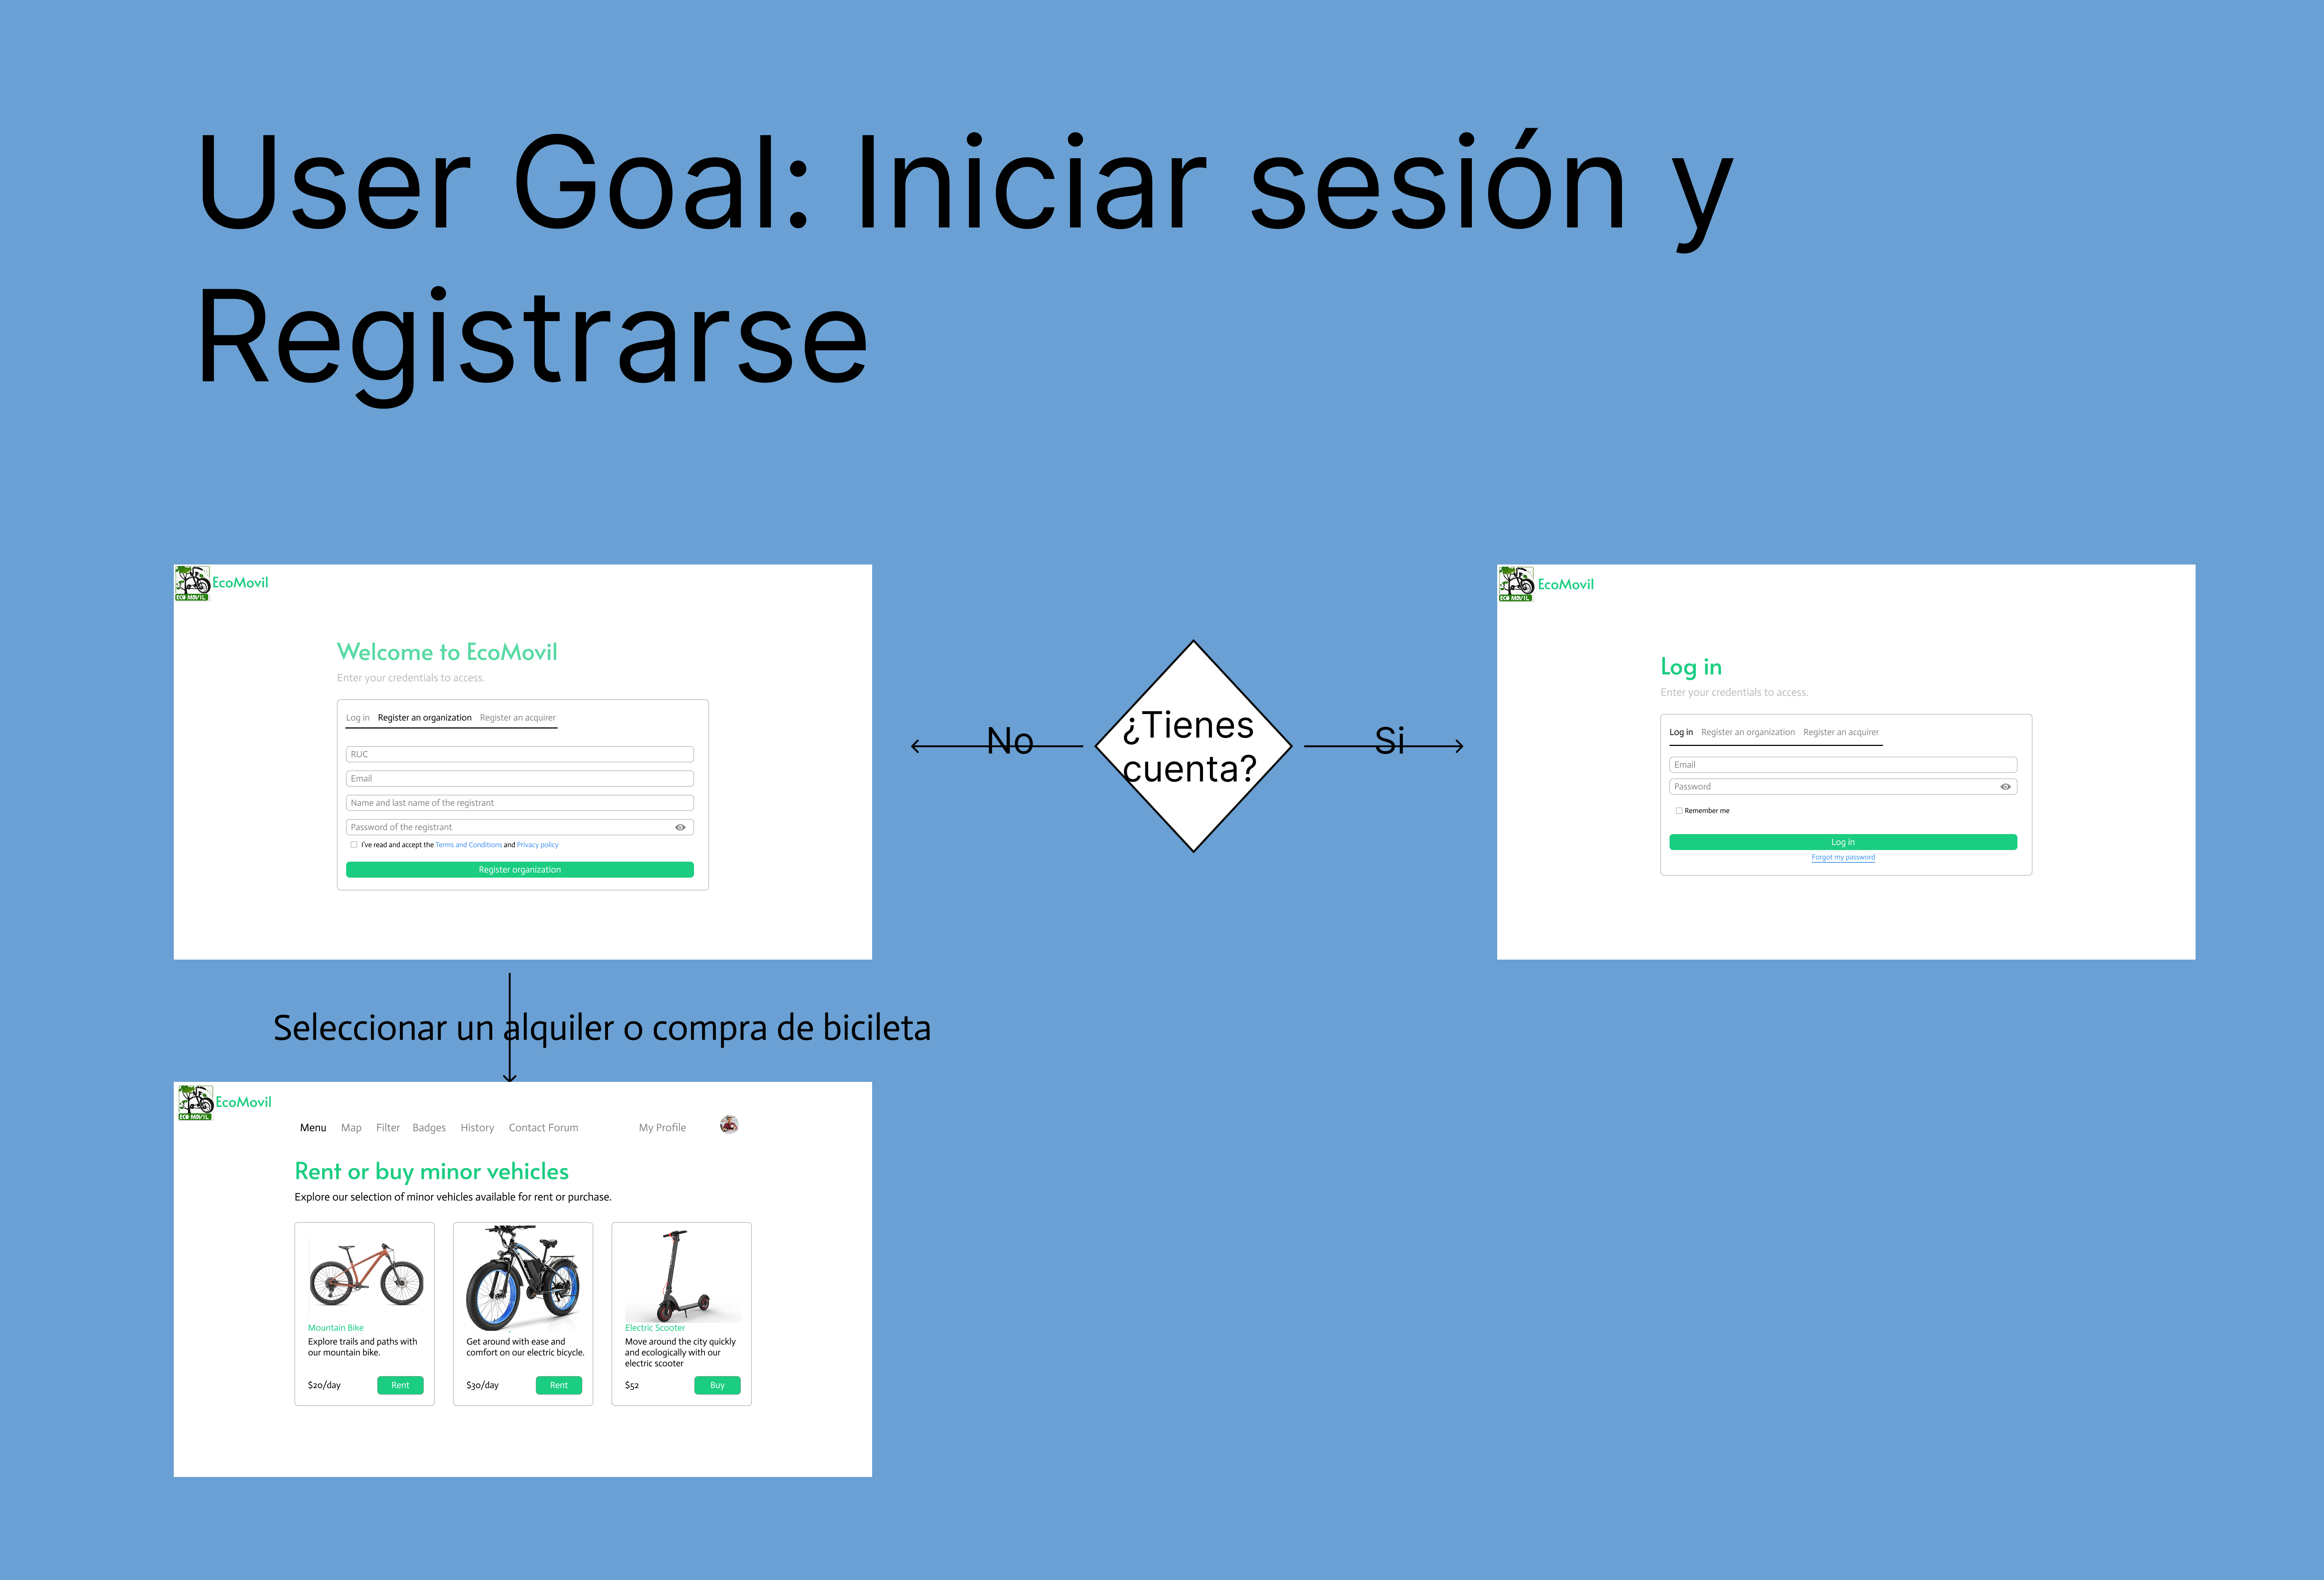 User Goal: Iniciar sesión y
Registrarse
ECO MOVIL
EcoMovil
Welcome to EcoMovil
Enter your credentials to access.
Log in Register an organization Register an acquirer
RUC
Email
Name and last name of the registrant
Password of the registrant
I've read and accept the Terms and Conditions and Privacy policy
Register organization
No
¿Tienes
cuenta?
Si
ECO MOVIL
EcoMovil
Log in
Enter your credentials to access.
Log in Register an organization Register an acquirer
Email
Password
Remember me
Log in
Forgot my password
Seleccionar un alquiler o compra de bicileta
ECO MOVIL
EcoMovil
Menu Map Filter Badges History Contact Forum My Profile
Rent or buy minor vehicles
Explore our selection of minor vehicles available for rent or purchase.
Mountain Bike
Explore trails and paths with
our mountain bike.
$20/day Rent
Get around with ease and
comfort on our electric bicycle.
$30/day Rent
Electric Scooter
Move around the city quickly
and ecologically with our
electric scooter
$52 Buy